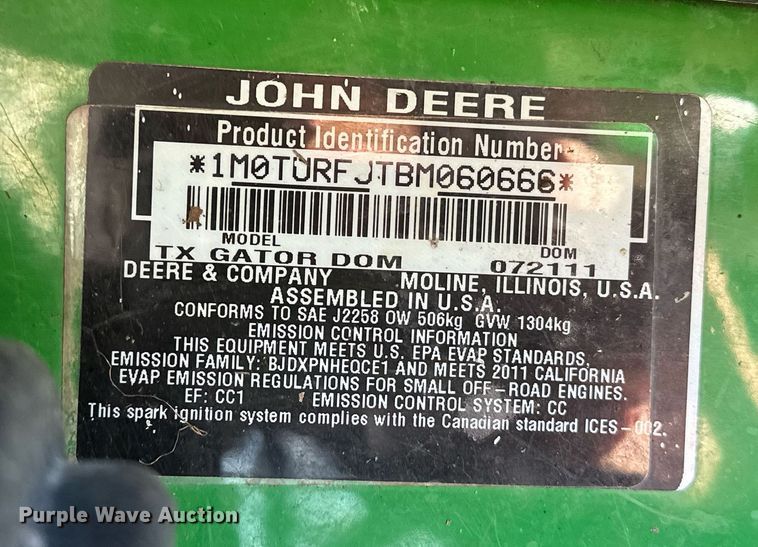 JOHN DEERE
Product Identification Number
*1M0TURFJTBM060666*
MODEL DOM
TX GATOR DOM 072111
DEERE & COMPANY MOLINE, ILLINOIS, U.S.A.
ASSEMBLED IN U.S.A.
CONFORMS TO SAE J2258 OW 506kg GVW 1304kg
EMISSION CONTROL INFORMATION
THIS EQUIPMENT MEETS U.S. EPA EVAP STANDARDS.
EMISSION FAMILY: BJDXPNHEQCE1 AND MEETS 2011 CALIFORNIA
EVAP EMISSION REGULATIONS FOR SMALL OFF-ROAD ENGINES.
EF: CC1 EMISSION CONTROL SYSTEM: CC
This spark ignition system complies with the Canadian standard ICES-002.
Purple Wave Auction